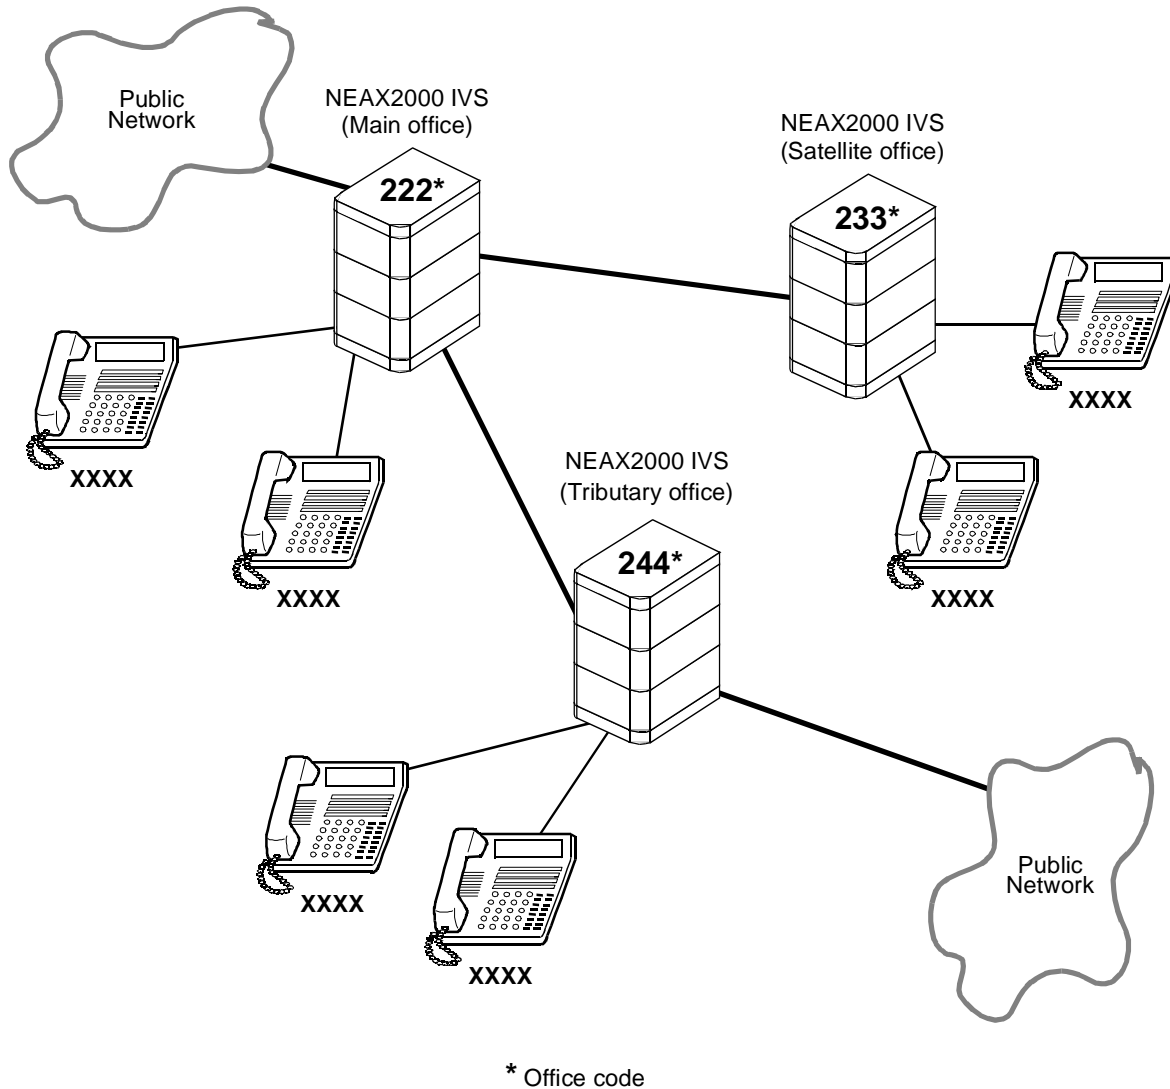 Public
Network
NEAX2000 IVS
(Main office)
222*
NEAX2000 IVS
(Satellite office)
233*
XXXX
XXXX
XXXX
XXXX
NEAX2000 IVS
(Tributary office)
244*
XXXX
XXXX
Public
Network
* Office code